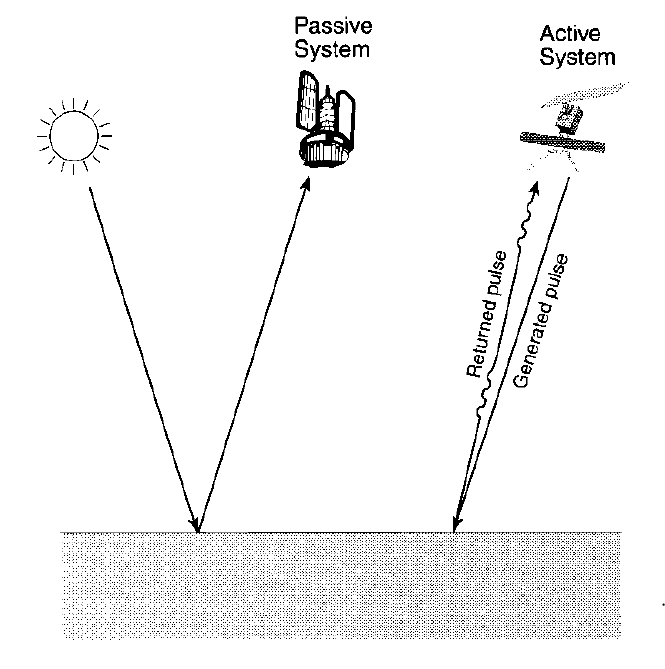 Passive
System
Active
System
Returned pulse
Generated pulse